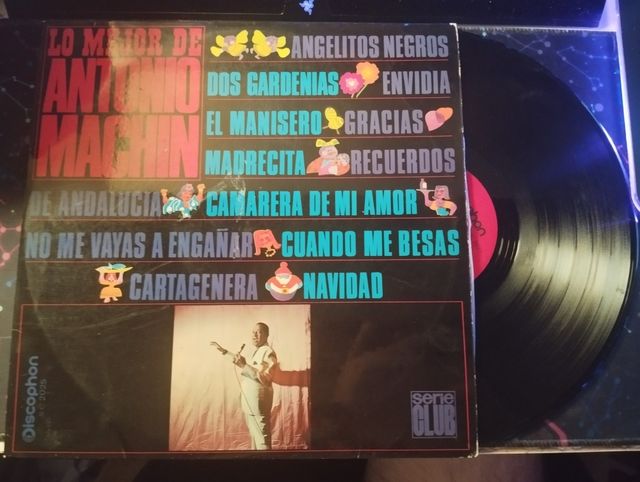 LO MEJOR DE
ANTONIO
MACHIN
ANGELITOS NEGROS
DOS GARDENIAS ENVIDIA
EL MANISERO GRACIAS
MADRECITA RECUERDOS
DE ANDALUCIA CAMARERA DE MI AMOR
NO ME VAYAS A ENGAÑAR CUANDO ME BESAS
CARTAGENERA NAVIDAD
Discophon
serie
CLUB